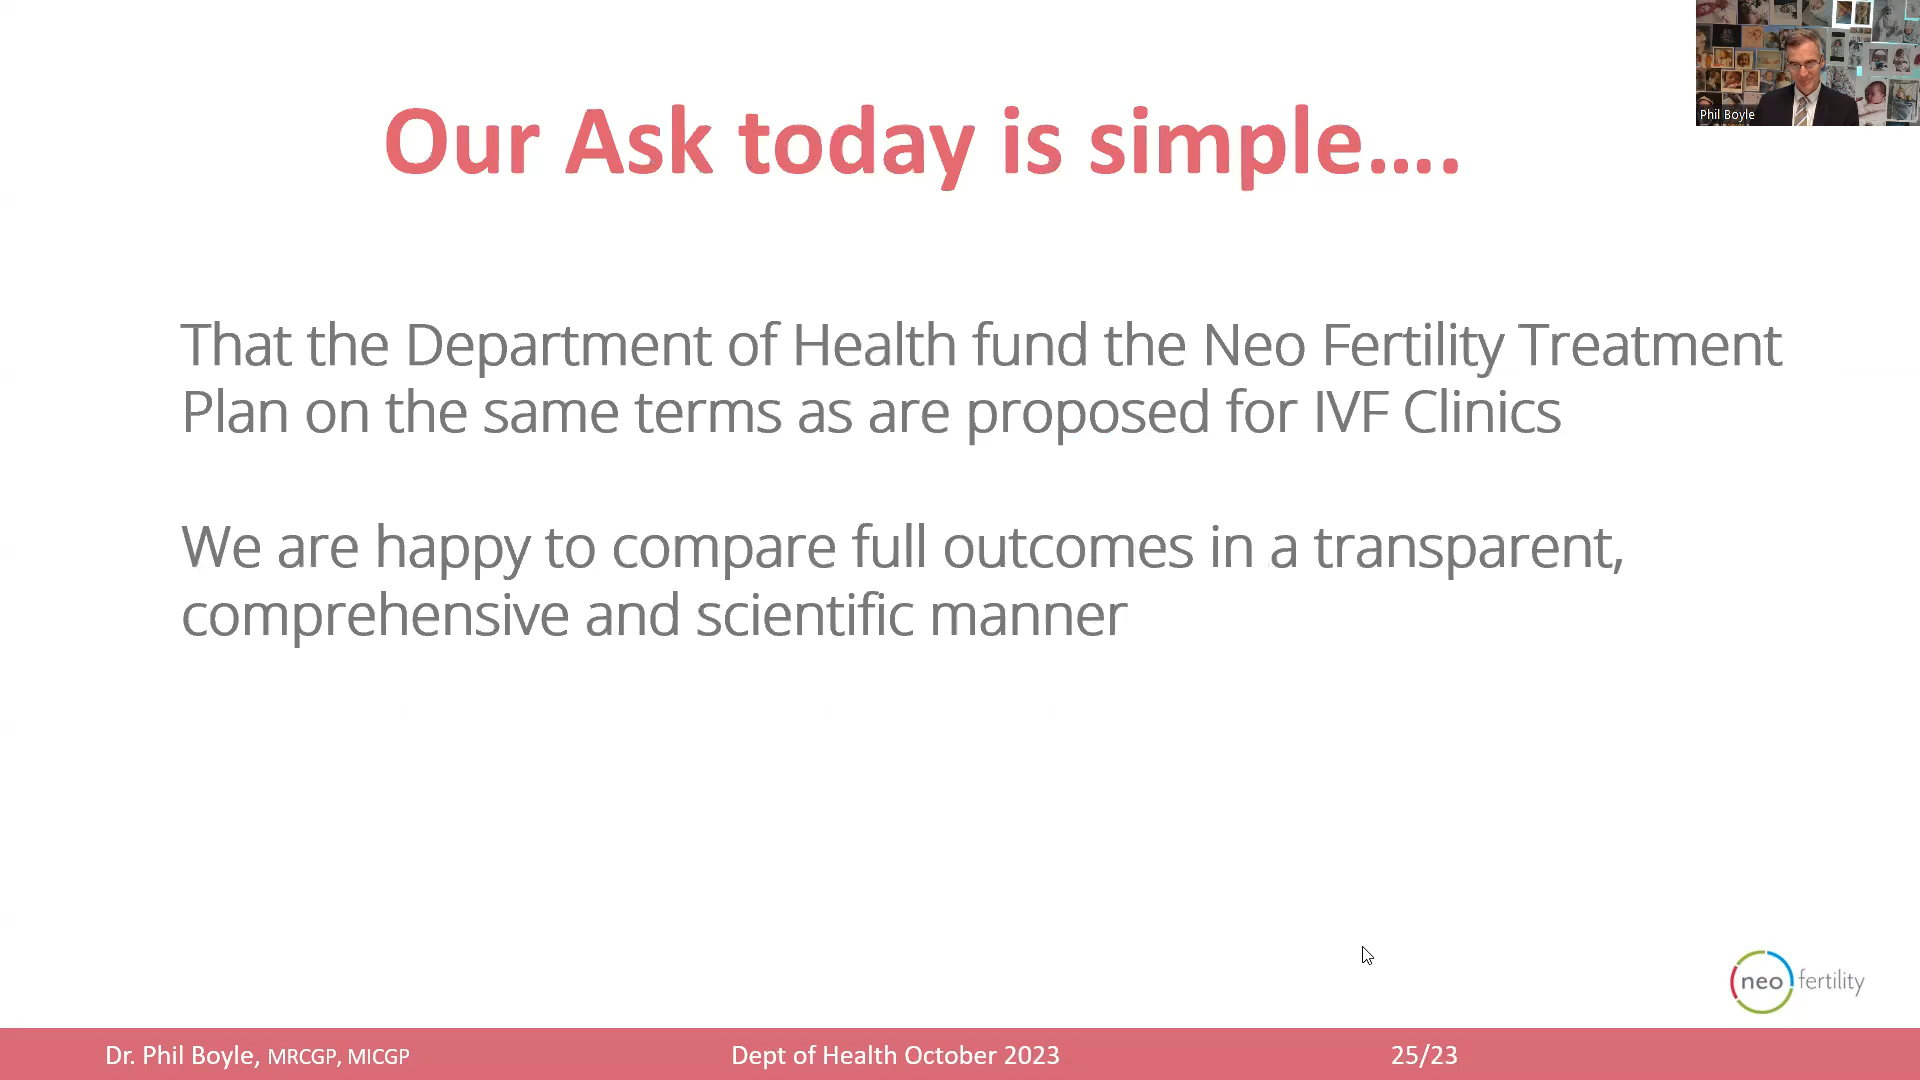 Our Ask today is simple....
Phil Boyle
That the Department of Health fund the Neo Fertility Treatment
Plan on the same terms as are proposed for IVF Clinics
We are happy to compare full outcomes in a transparent,
comprehensive and scientific manner
neo fertility
Dr. Phil Boyle, MRCGP, MICGP
Dept of Health October 2023
25/23